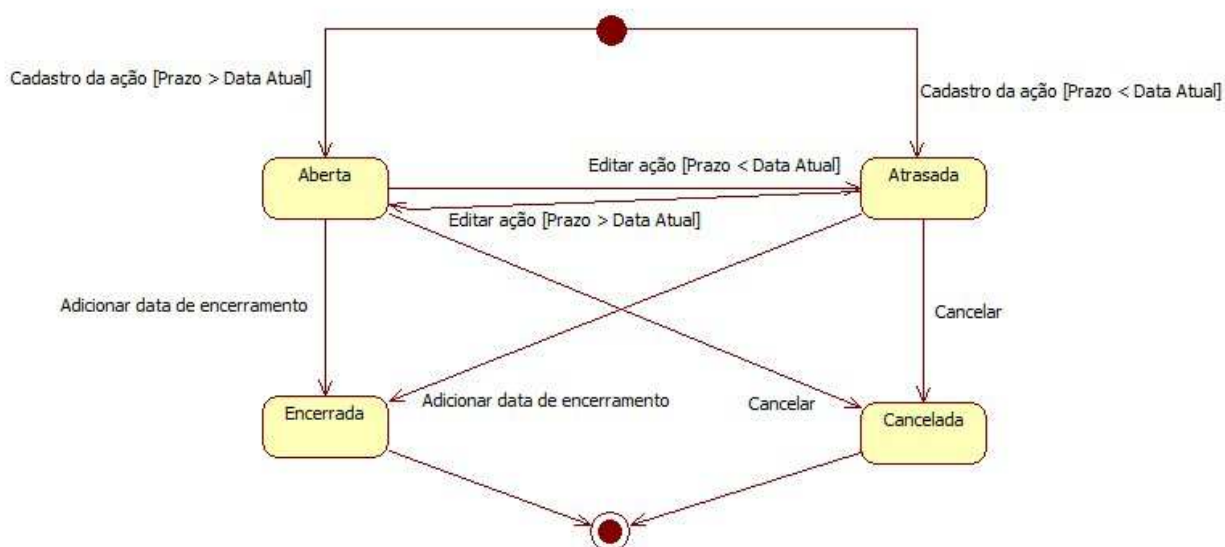 Cadastro da ação [Prazo > Data Atual]
Cadastro da ação [Prazo < Data Atual]
Aberta
Editar ação [Prazo < Data Atual]
Atrasada
Editar ação [Prazo > Data Atual]
Adicionar data de encerramento
Cancelar
Encerrada
Adicionar data de encerramento
Cancelar
Cancelada